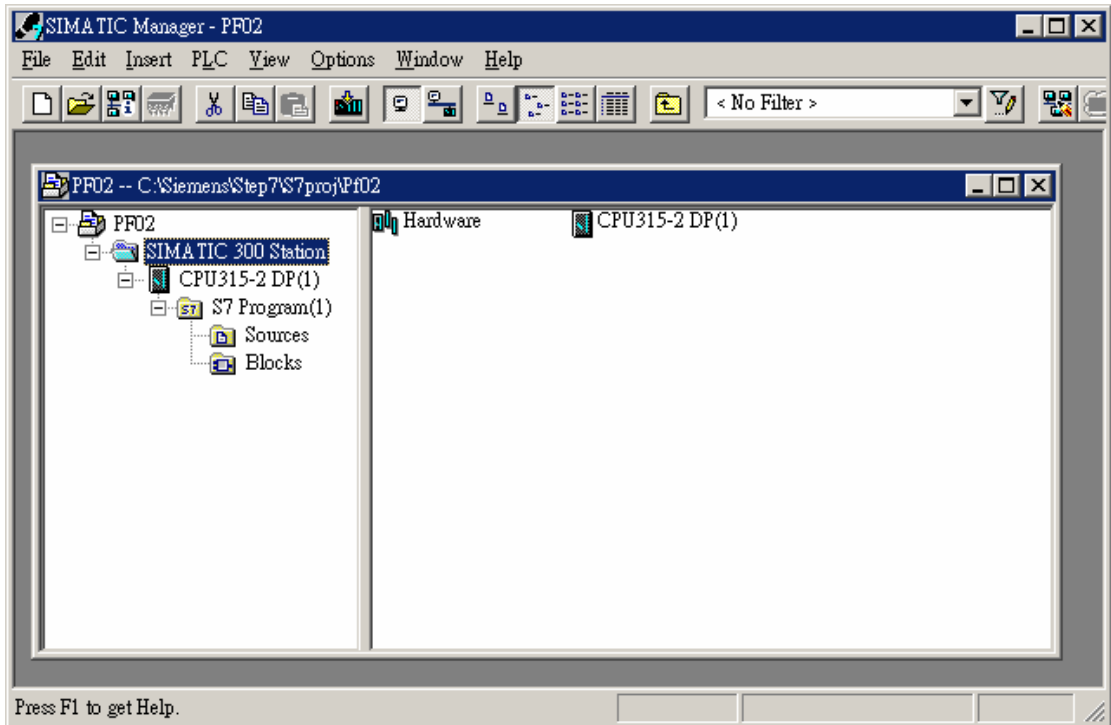 SIMATIC Manager - PF02
File Edit Insert PLC View Options Window Help
< No Filter >
PF02 -- C:\Siemens\Step7\S7proj\Pf02
PF02
SIMATIC 300 Station
CPU315-2 DP(1)
S7 Program(1)
Sources
Blocks
Hardware CPU315-2 DP(1)
Press F1 to get Help.